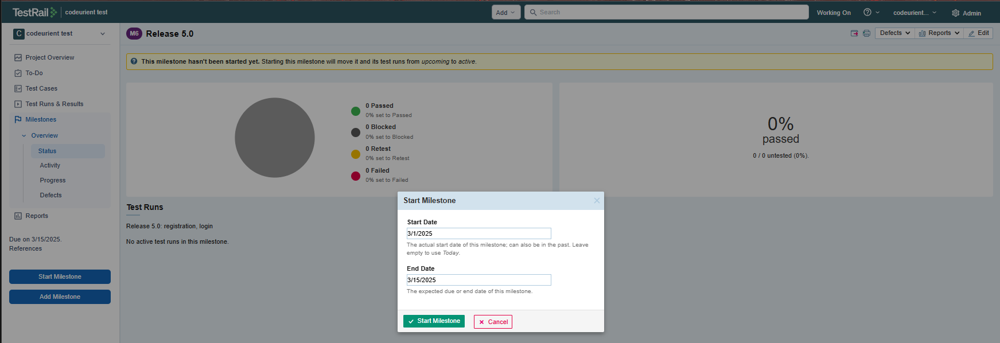 TestRail codeurient test
Add
Search
Working On
codeurient...
Admin
C codeurient test
Project Overview
To-Do
Test Cases
Test Runs & Results
Milestones
Overview
Status
Activity
Progress
Defects
Reports
Due on 3/15/2025.
References
Start Milestone
Add Milestone
M6 Release 5.0
Defects
Reports
Edit
? This milestone hasn't been started yet. Starting this milestone will move it and its test runs from upcoming to active.
0 Passed
0% set to Passed
0 Blocked
0% set to Blocked
0 Retest
0% set to Retest
0 Failed
0% set to Failed
0%
passed
0 / 0 untested (0%).
Test Runs
Release 5.0: registration, login
No active test runs in this milestone.
Start Milestone
Start Date
3/1/2025
The actual start date of this milestone; can also be in the past. Leave
empty to use Today.
End Date
3/15/2025
The expected due or end date of this milestone.
Start Milestone
Cancel